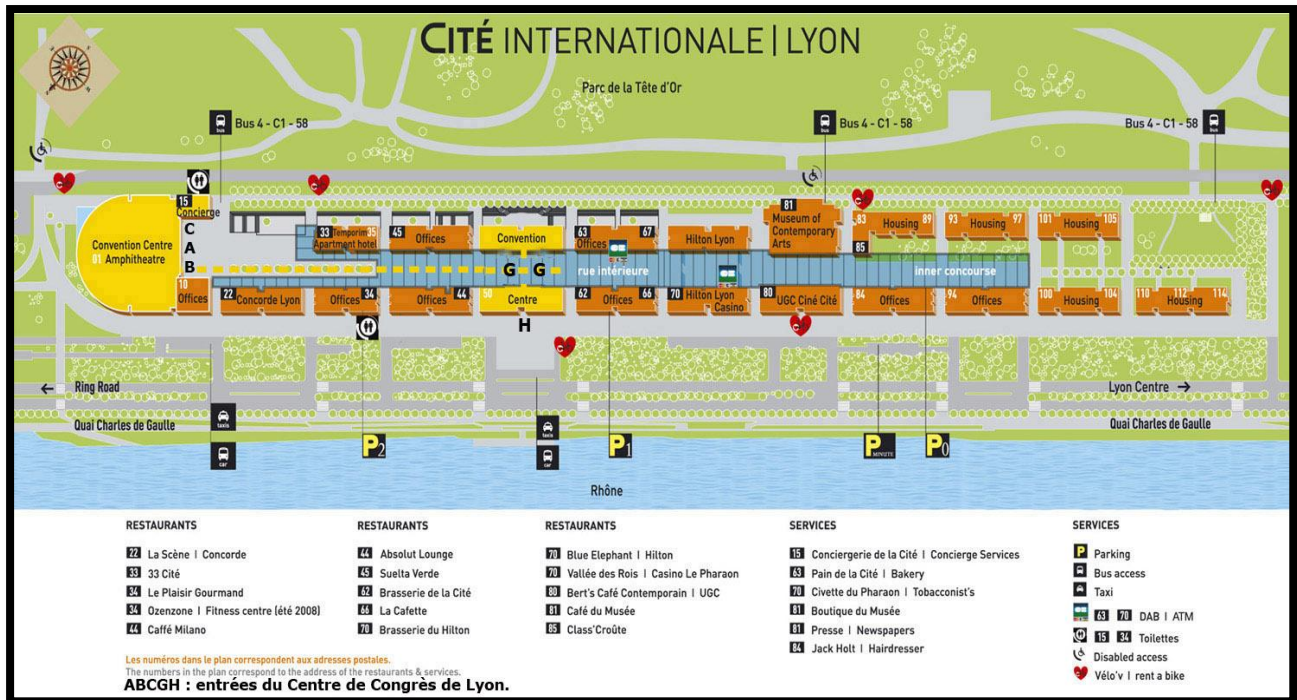 CITÉ INTERNATIONALE | LYON
Parc de la Tête d'Or
bus
Bus 4 - C1 - 58
bus
Bus 4 - C1 - 58
Bus 4 - C1 - 58
bus
15
Concierge
C
A
B
Convention Centre
01 Amphitheatre
10
Offices
33 Temporim 35
Apartment hotel
45
Offices
Convention
63 67
Offices
Hilton Lyon
81
Museum of
Contemporary
Arts
83 Housing 89
85
93 Housing 97
101 Housing 105
G G
rue intérieure
inner concourse
22 Concorde Lyon
Offices 34
Offices 44
50
Centre
62 Offices 66
70 Hilton Lyon
Casino
80
UGC Ciné Cité
84 Offices
94 Offices
100 Housing 104
110 112 114
Housing
H
Ring Road
Lyon Centre
Quai Charles de Gaulle
Quai Charles de Gaulle
taxis
car
P2
taxis
car
P1
P MINUTE
P0
Rhône
RESTAURANTS
22 La Scène | Concorde
33 33 Cité
34 Le Plaisir Gourmand
34 Ozenzone | Fitness centre (été 2008)
44 Caffé Milano
RESTAURANTS
44 Absolut Lounge
45 Suelta Verde
62 Brasserie de la Cité
66 La Cafette
70 Brasserie du Hilton
RESTAURANTS
70 Blue Elephant | Hilton
70 Vallée des Rois | Casino Le Pharaon
80 Bert's Café Contemporain | UGC
81 Café du Musée
85 Class'Croûte
SERVICES
15 Conciergerie de la Cité | Concierge Services
63 Pain de la Cité | Bakery
70 Civette du Pharaon | Tobacconist's
81 Boutique du Musée
81 Presse | Newspapers
84 Jack Holt | Hairdresser
SERVICES
P Parking
Bus access
Taxi
63 70 DAB | ATM
15 34 Toilettes
Disabled access
Vélo'v | rent a bike
Les numéros dans le plan correspondent aux adresses postales.
The numbers in the plan correspond to the address of the restaurants & services.
ABCGH : entrées du Centre de Congrès de Lyon.